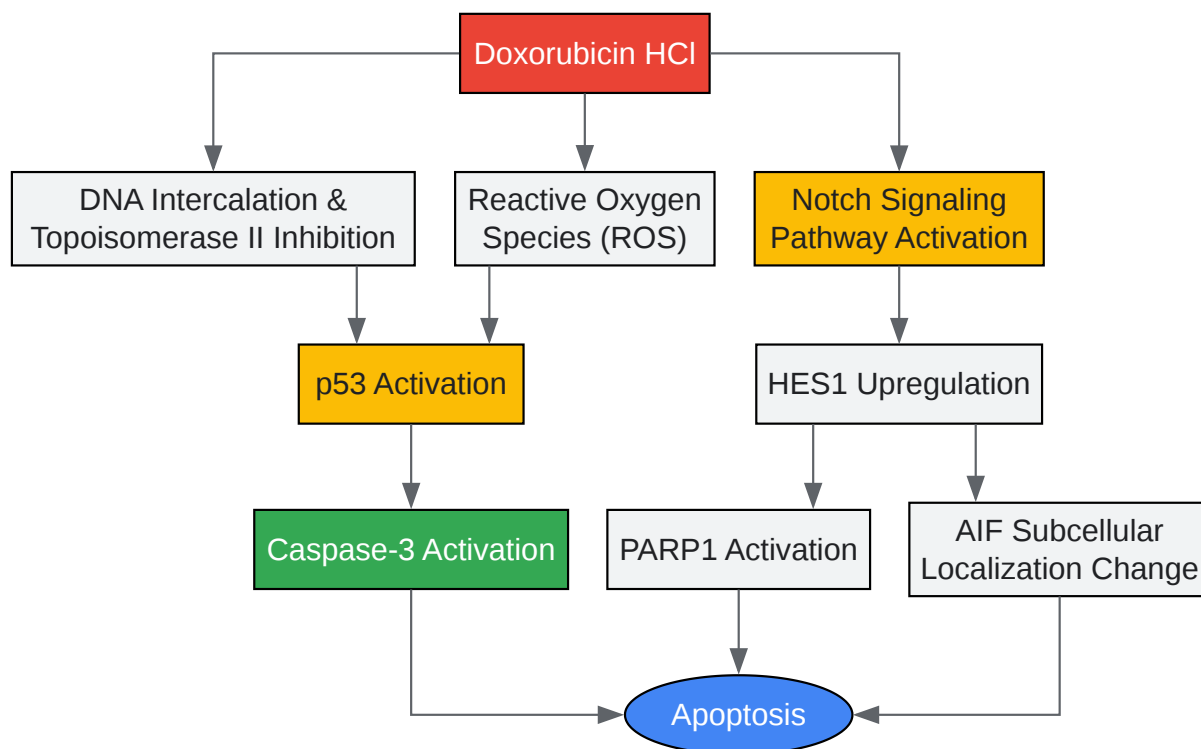 Doxorubicin HCl
DNA Intercalation &
Topoisomerase II Inhibition
Reactive Oxygen
Species (ROS)
Notch Signaling
Pathway Activation
p53 Activation
HES1 Upregulation
Caspase-3 Activation
PARP1 Activation
AIF Subcellular
Localization Change
Apoptosis